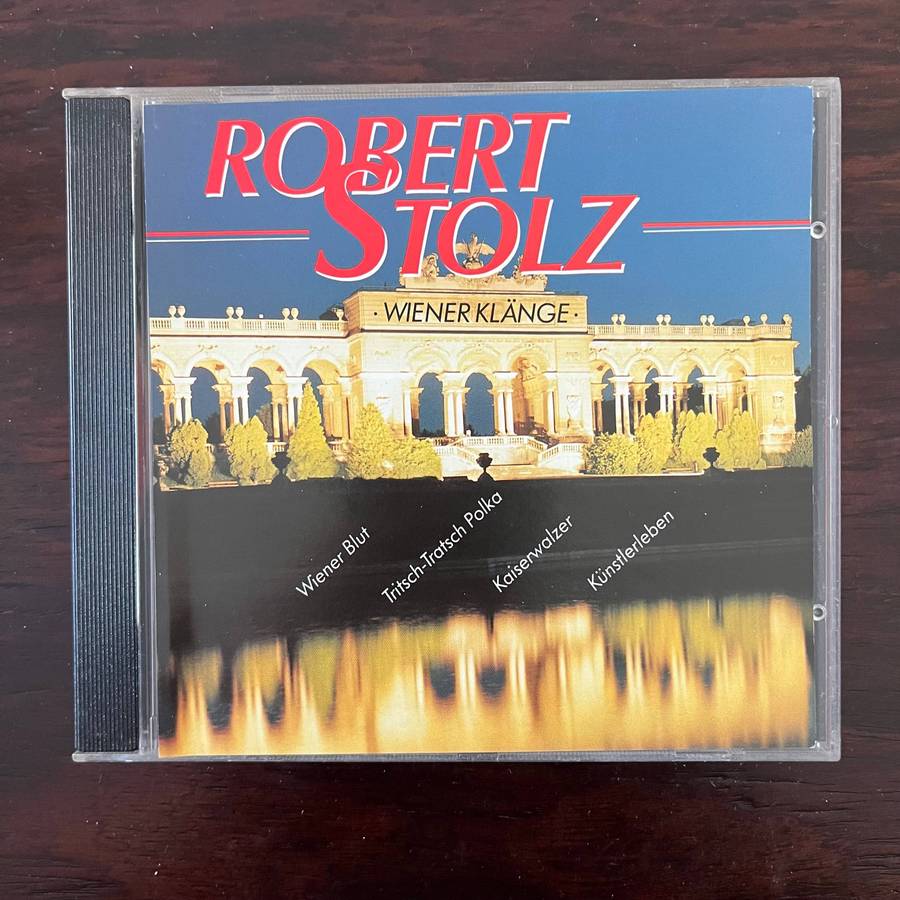 ROBERT
STOLZ
· WIENER KLÄNGE ·
Wiener Blut
Tritsch-Tratsch Polka
Kaiserwalzer
Künstlerleben